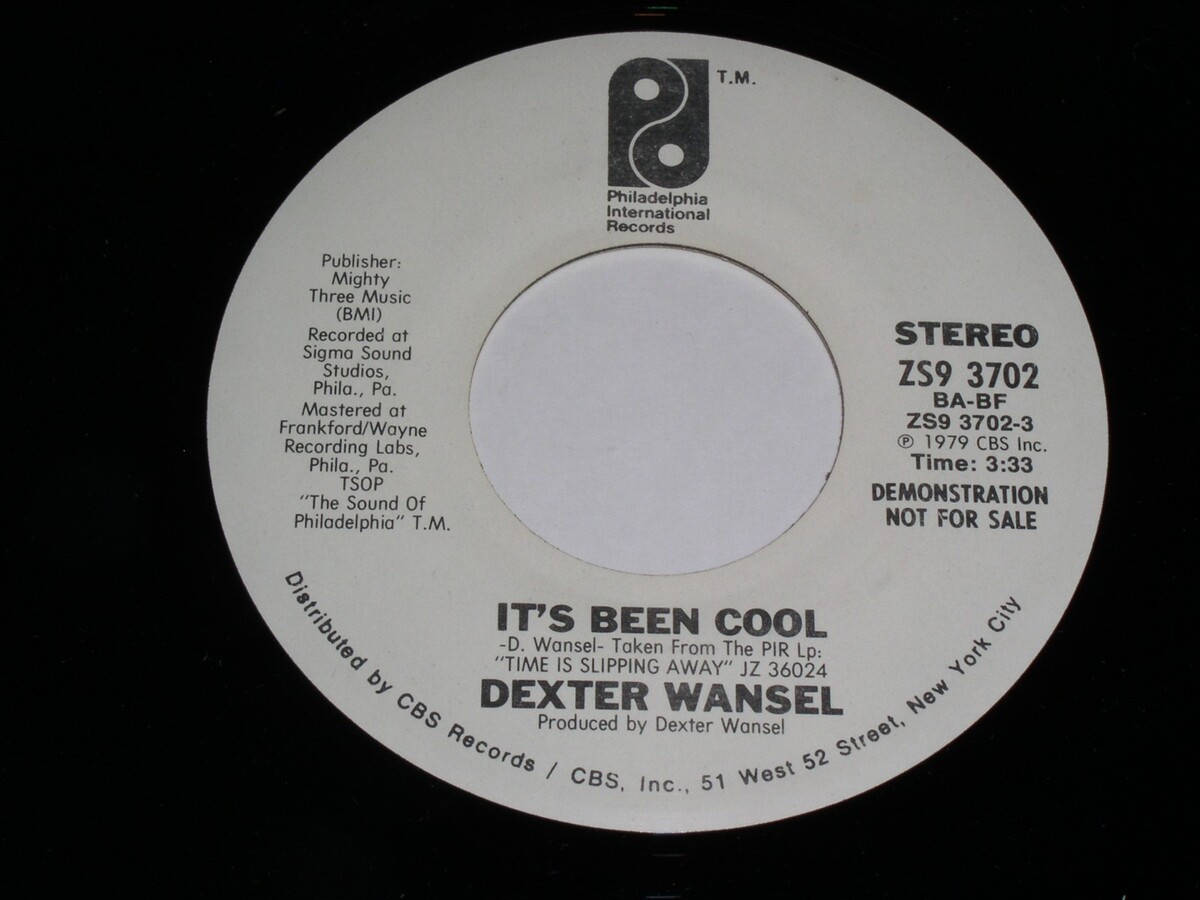 T.M.
Philadelphia
International
Records
Publisher:
Mighty
Three Music
(BMI)
Recorded at
Sigma Sound
Studios,
Phila., Pa.
Mastered at
Frankford/Wayne
Recording Labs,
Phila., Pa.
TSOP
"The Sound Of
Philadelphia" T.M.
STEREO
ZS9 3702
BA-BF
ZS9 3702-3
℗ 1979 CBS Inc.
Time: 3:33
DEMONSTRATION
NOT FOR SALE
IT'S BEEN COOL
-D. Wansel- Taken From The PIR Lp:
"TIME IS SLIPPING AWAY" JZ 36024
DEXTER WANSEL
Produced by Dexter Wansel
Distributed by CBS Records / CBS, Inc., 51 West 52 Street, New York City